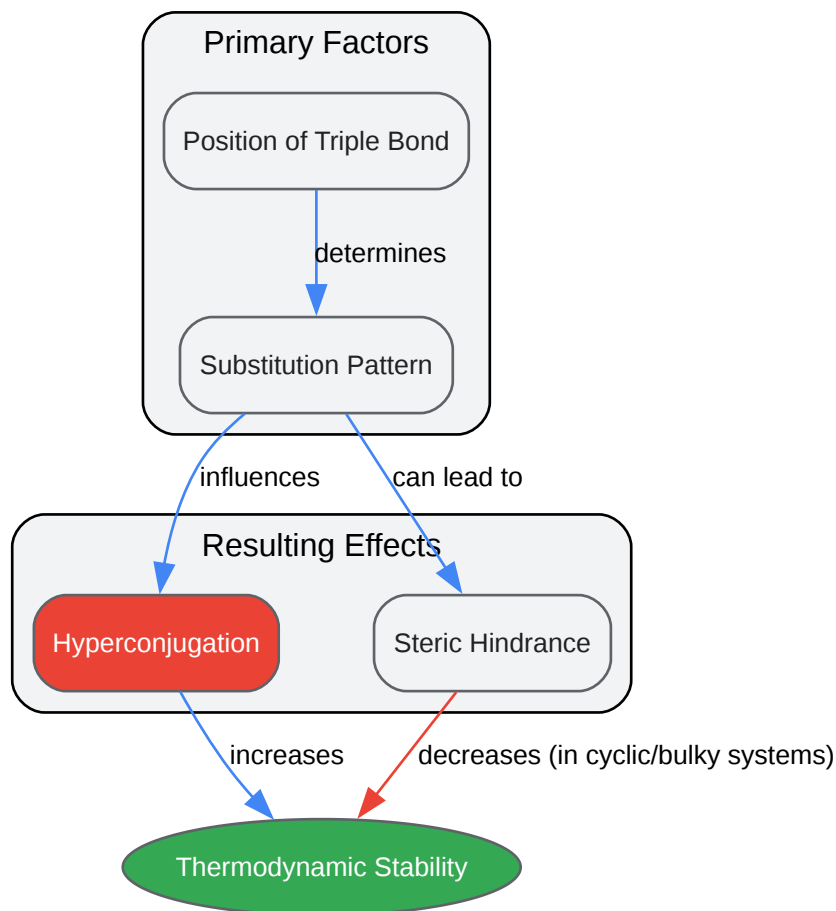 Primary Factors
Position of Triple Bond
determines
Substitution Pattern
influences
can lead to
Resulting Effects
Hyperconjugation
Steric Hindrance
increases
decreases (in cyclic/bulky systems)
Thermodynamic Stability